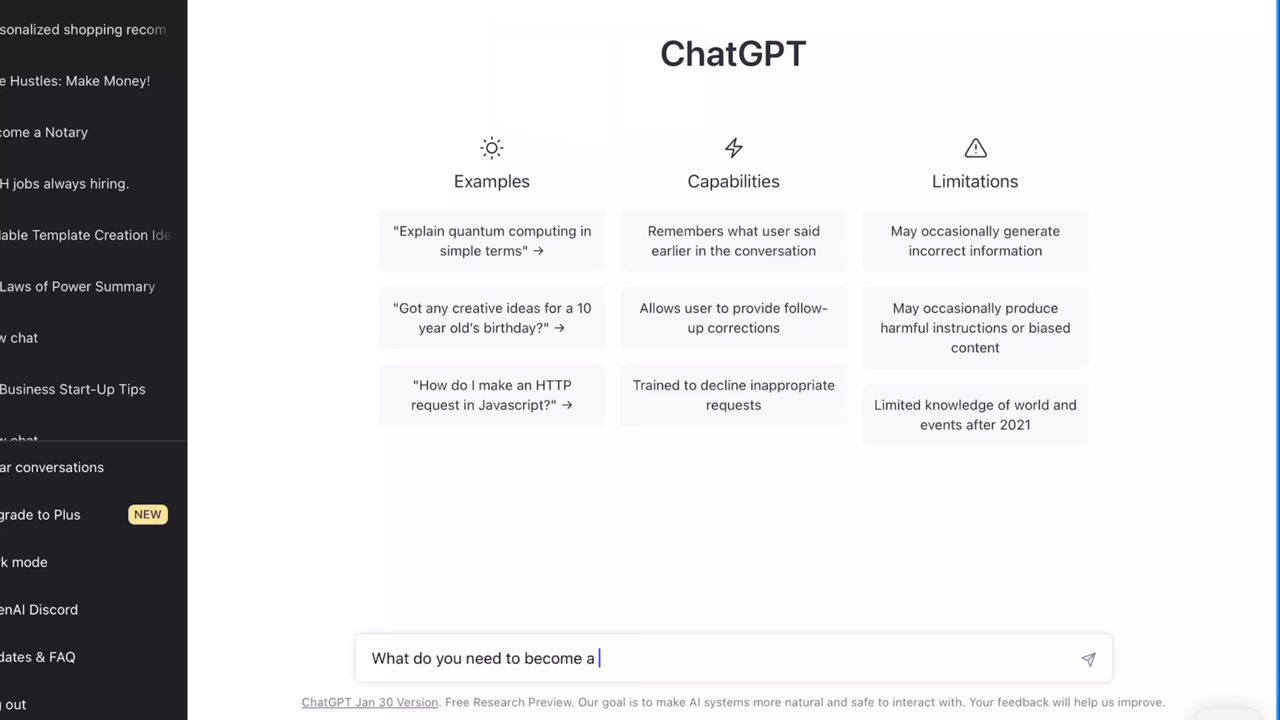 sonalized shopping recom
e Hustles: Make Money!
ome a Notary
H jobs always hiring.
lable Template Creation Ide
Laws of Power Summary
w chat
Business Start-Up Tips
w chat
ar conversations
grade to Plus NEW
k mode
enAI Discord
dates & FAQ
out
ChatGPT
Examples
"Explain quantum computing in
simple terms" →
"Got any creative ideas for a 10
year old's birthday?" →
"How do I make an HTTP
request in Javascript?" →
Capabilities
Remembers what user said
earlier in the conversation
Allows user to provide follow-
up corrections
Trained to decline inappropriate
requests
Limitations
May occasionally generate
incorrect information
May occasionally produce
harmful instructions or biased
content
Limited knowledge of world and
events after 2021
What do you need to become a
ChatGPT Jan 30 Version. Free Research Preview. Our goal is to make AI systems more natural and safe to interact with. Your feedback will help us improve.